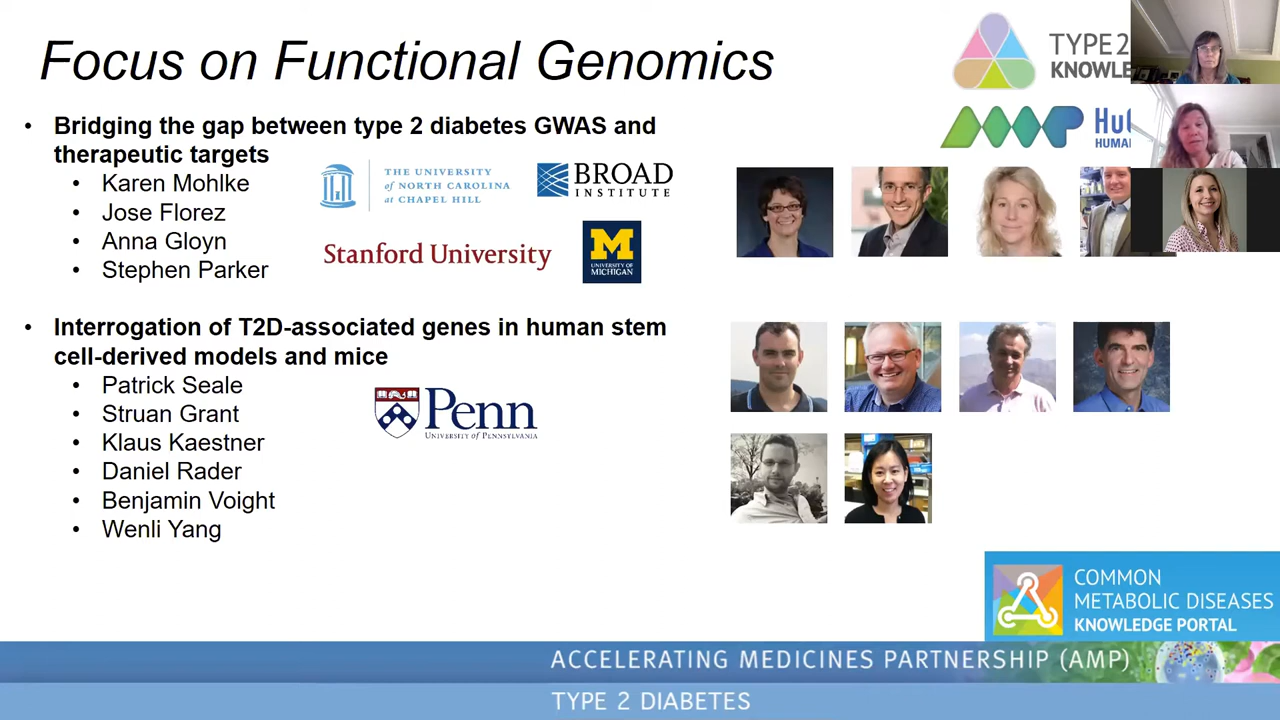 Focus on Functional Genomics
TYPE 2
KNOWLE
HUMAN
• Bridging the gap between type 2 diabetes GWAS and
therapeutic targets
• Karen Mohlke
• Jose Florez
• Anna Gloyn
• Stephen Parker
THE UNIVERSITY
of NORTH CAROLINA
at CHAPEL HILL
BROAD
INSTITUTE
Stanford University
M
UNIVERSITY OF
MICHIGAN
• Interrogation of T2D-associated genes in human stem
cell-derived models and mice
• Patrick Seale
• Struan Grant
• Klaus Kaestner
• Daniel Rader
• Benjamin Voight
• Wenli Yang
Penn
UNIVERSITY OF PENNSYLVANIA
COMMON
METABOLIC DISEASES
KNOWLEDGE PORTAL
ACCELERATING MEDICINES PARTNERSHIP (AMP)
TYPE 2 DIABETES